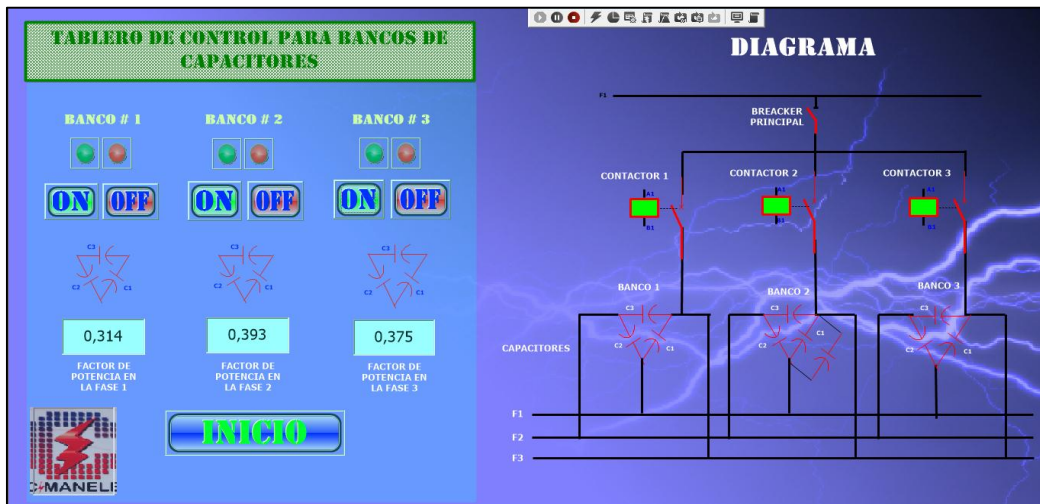 TABLERO DE CONTROL PARA BANCOS DE
CAPACITORES
BANCO # 1
BANCO # 2
BANCO # 3
ON
OFF
ON
OFF
ON
OFF
C3
C2
C1
C3
C2
C1
C3
C2
C1
0,314
0,393
0,375
FACTOR DE
POTENCIA EN
LA FASE 1
FACTOR DE
POTENCIA EN
LA FASE 2
FACTOR DE
POTENCIA EN
LA FASE 3
INICIO
C-MANELE
DIAGRAMA
F1
BREACKER
PRINCIPAL
CONTACTOR 1
CONTACTOR 2
CONTACTOR 3
A1
B1
A1
B1
A1
B1
BANCO 1
BANCO 2
BANCO 3
C3
C2
C1
C3
C2
C1
C3
C2
C1
CAPACITORES
F1
F2
F3